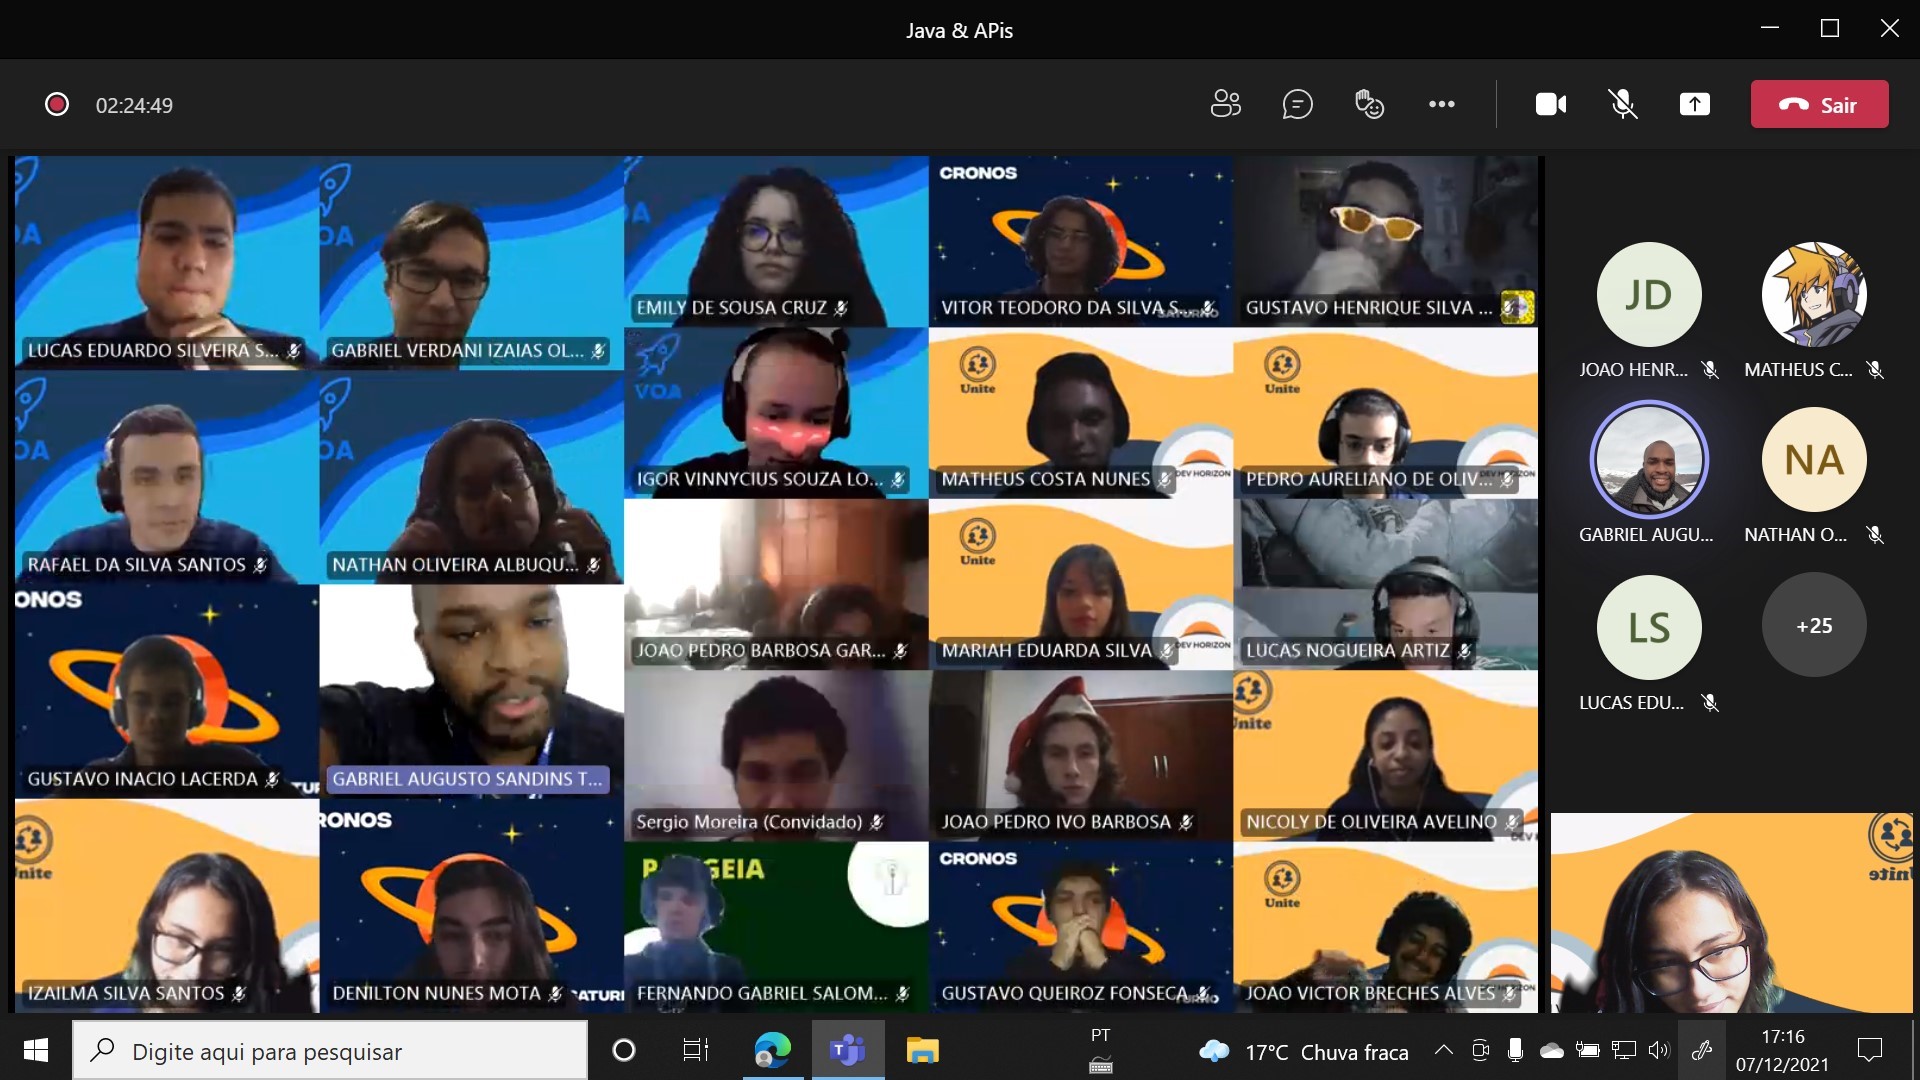 Java & APis
02:24:49
Sair
LUCAS EDUARDO SILVEIRA S...
GABRIEL VERDANI IZAIAS OL...
EMILY DE SOUSA CRUZ
CRONOS
VITOR TEODORO DA SILVA S...
GUSTAVO HENRIQUE SILVA ...
JD
JOAO HENR...
MATHEUS C...
RAFAEL DA SILVA SANTOS
NATHAN OLIVEIRA ALBUQU...
VOA
IGOR VINNYCIUS SOUZA LO...
Unite
DEV HORIZON
MATHEUS COSTA NUNES
Unite
PEDRO AURELIANO DE OLIV...
GABRIEL AUGU...
NA
NATHAN O...
JOAO PEDRO BARBOSA GAR...
Unite
DEV HORIZON
MARIAH EDUARDA SILVA
LUCAS NOGUEIRA ARTIZ
LS
LUCAS EDU...
+25
ONOS
GUSTAVO INACIO LACERDA
GABRIEL AUGUSTO SANDINS T...
Sergio Moreira (Convidado)
JOAO PEDRO IVO BARBOSA
NICOLY DE OLIVEIRA AVELINO
IZAILMA SILVA SANTOS
RONOS
DENILTON NUNES MOTA
FERNANDO GABRIEL SALOM...
CRONOS
GUSTAVO QUEIROZ FONSECA
Unite
JOAO VICTOR BRECHES ALVES
Unite
Digite aqui para pesquisar
PT
17°C Chuva fraca
17:16
07/12/2021